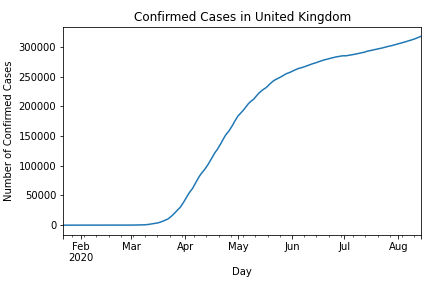 Confirmed Cases in United Kingdom
Number of Confirmed Cases
300000
250000
200000
150000
100000
50000
0
Feb Mar Apr May Jun Jul Aug
2020
Day